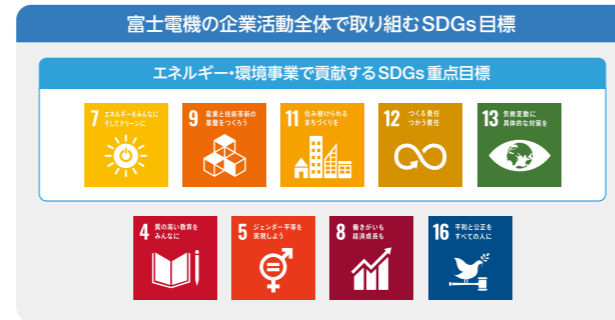 富士電機の企業活動全体で取り組むSDGs目標
エネルギー・環境事業で貢献するSDGs重点目標
7 エネルギーをみんなに
そしてクリーンに
9 産業と技術革新の
基盤をつくろう
11 住み続けられる
まちづくりを
12 つくる責任
つかう責任
13 気候変動に
具体的な対策を
4 質の高い教育を
みんなに
5 ジェンダー平等を
実現しよう
8 働きがいも
経済成長も
16 平和と公正を
すべての人に